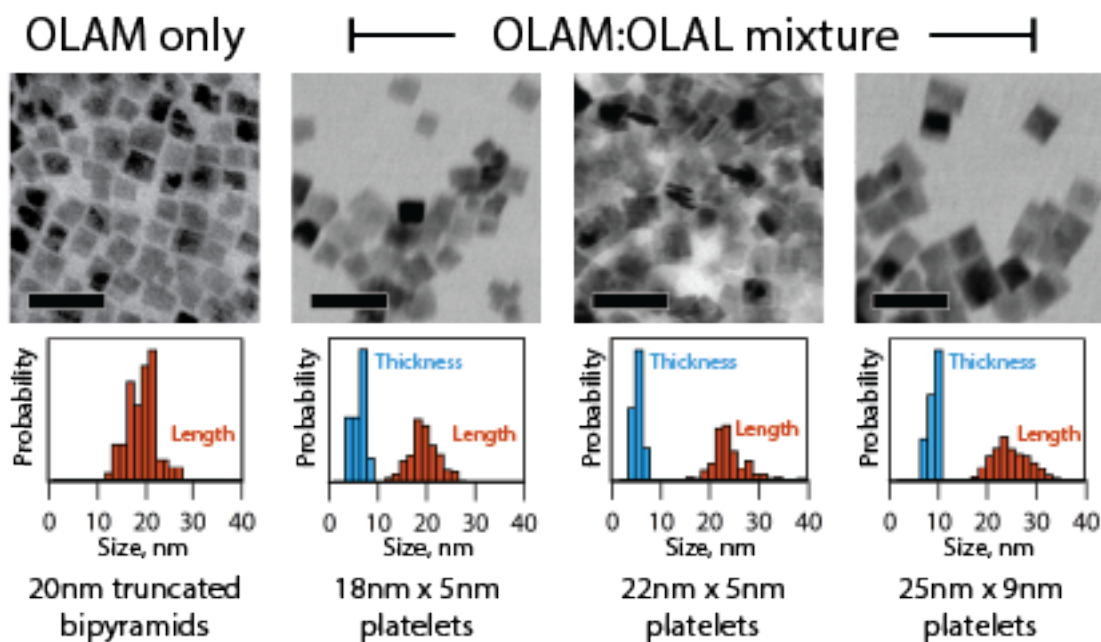 OLAM only
OLAM:OLAL mixture
Probability
Length
0 10 20 30 40
Size, nm
20nm truncated
bipyramids
Probability
Thickness
Length
0 10 20 30 40
Size, nm
18nm x 5nm
platelets
Probability
Thickness
Length
0 10 20 30 40
Size, nm
22nm x 5nm
platelets
Probability
Thickness
Length
0 10 20 30 40
Size, nm
25nm x 9nm
platelets